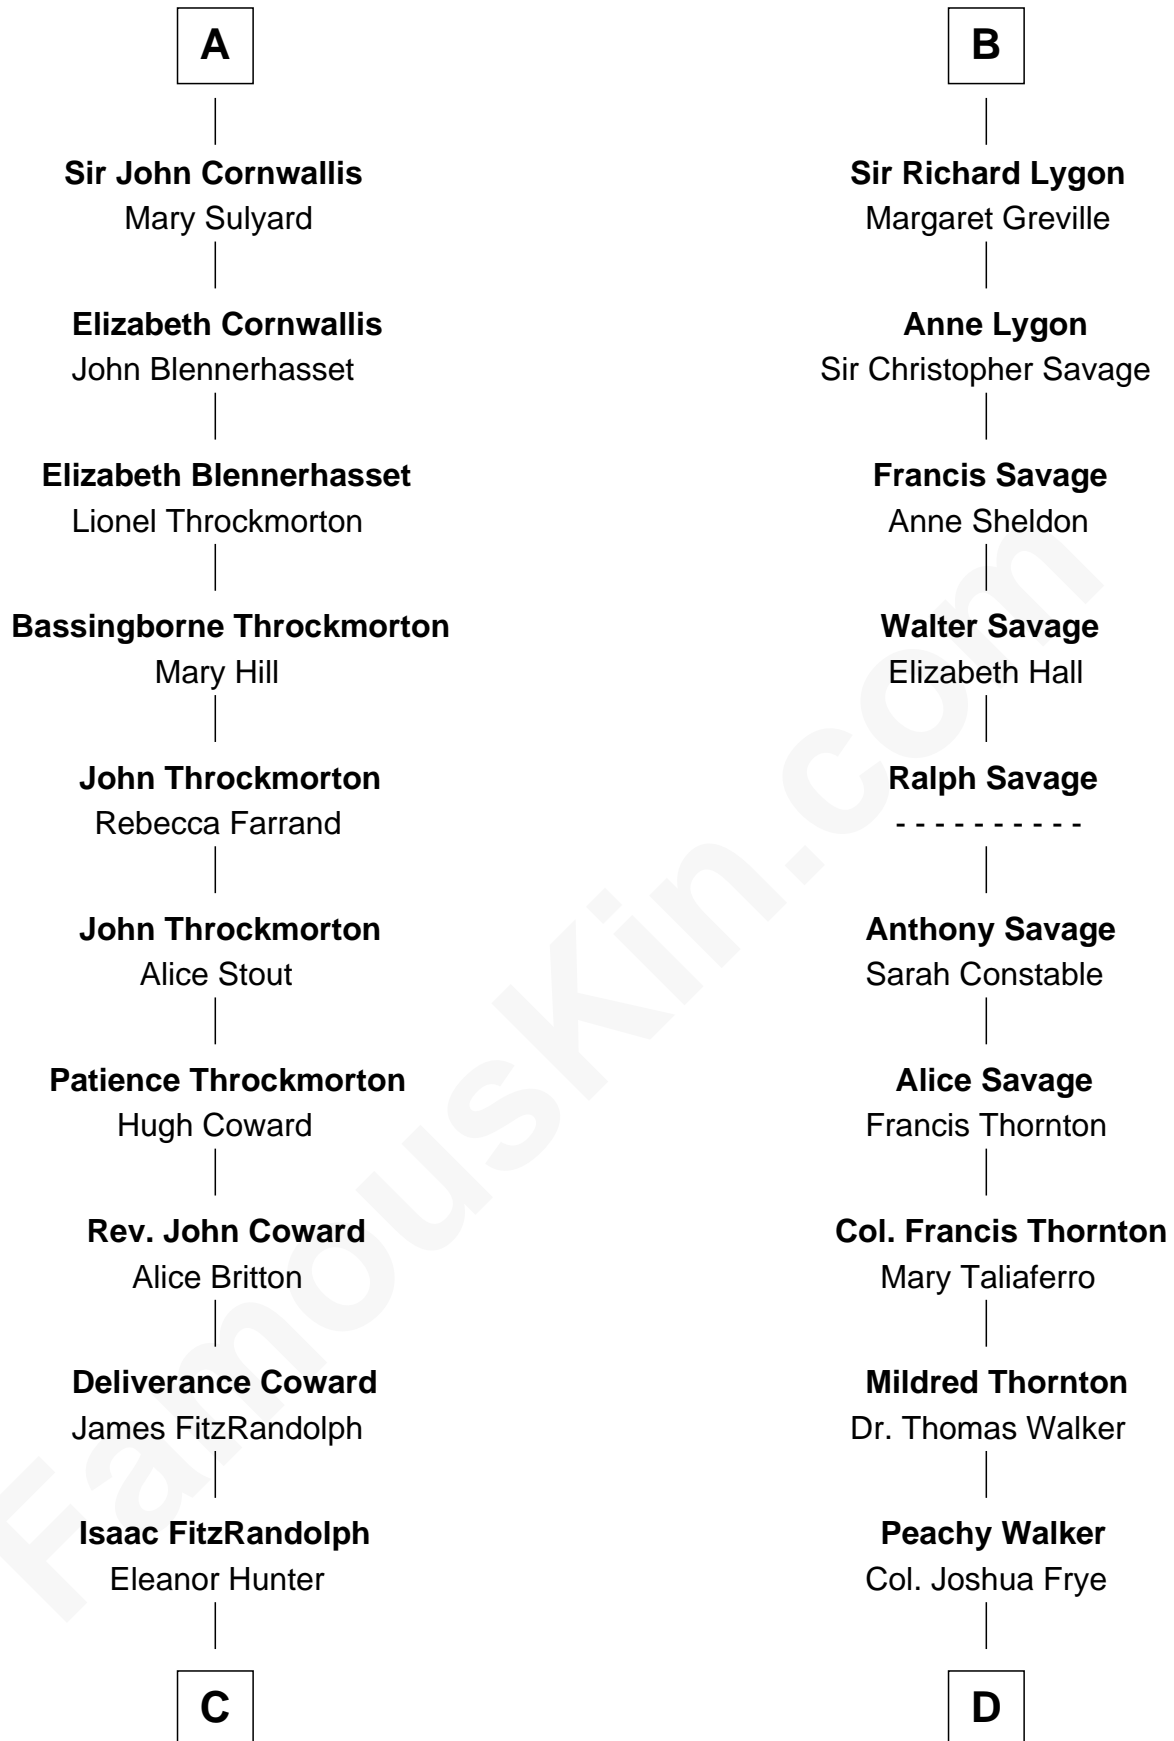 A
Sir John Cornwallis
Mary Sulyard
Elizabeth Cornwallis
John Blennerhasset
Elizabeth Blennerhasset
Lionel Throckmorton
Bassingborne Throckmorton
Mary Hill
John Throckmorton
Rebecca Farrand
John Throckmorton
Alice Stout
Patience Throckmorton
Hugh Coward
Rev. John Coward
Alice Britton
Deliverance Coward
James FitzRandolph
Isaac FitzRandolph
Eleanor Hunter
C
B
Sir Richard Lygon
Margaret Greville
Anne Lygon
Sir Christopher Savage
Francis Savage
Anne Sheldon
Walter Savage
Elizabeth Hall
Ralph Savage
- - - - - - - - - -
Anthony Savage
Sarah Constable
Alice Savage
Francis Thornton
Col. Francis Thornton
Mary Taliaferro
Mildred Thornton
Dr. Thomas Walker
Peachy Walker
Col. Joshua Frye
D
FamousKin.com